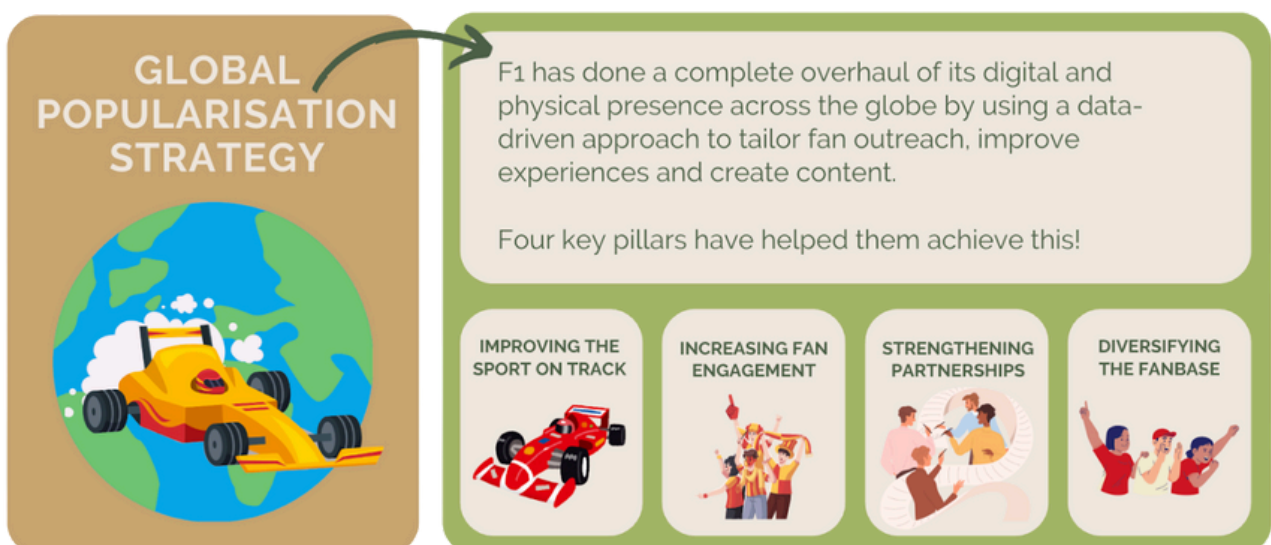 GLOBAL
POPULARISATION
STRATEGY
F1 has done a complete overhaul of its digital and
physical presence across the globe by using a data-
driven approach to tailor fan outreach, improve
experiences and create content.
Four key pillars have helped them achieve this!
IMPROVING THE
SPORT ON TRACK
INCREASING FAN
ENGAGEMENT
STRENGTHENING
PARTNERSHIPS
DIVERSIFYING
THE FANBASE